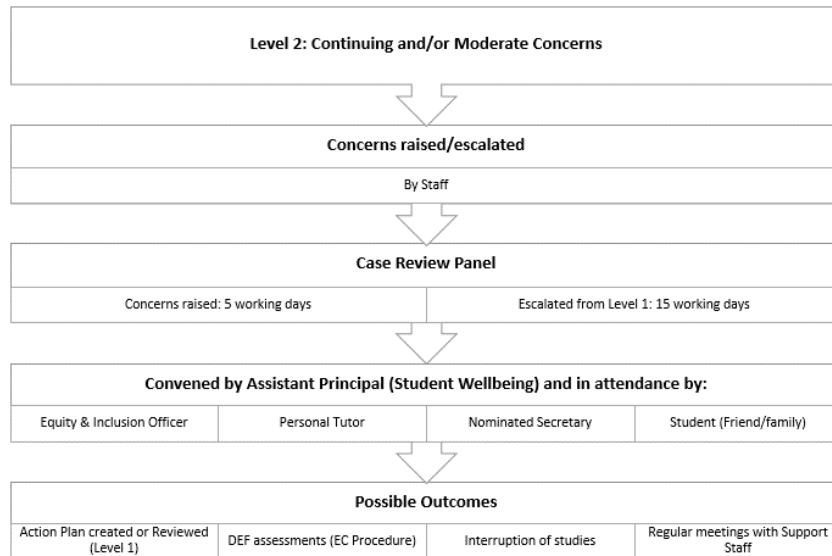 Level 2: Continuing and/or Moderate Concerns
Concerns raised/escalated
By Staff
Case Review Panel
Concerns raised: 5 working days
Escalated from Level 1: 15 working days
Convened by Assistant Principal (Student Wellbeing) and in attendance by:
Equity & Inclusion Officer
Personal Tutor
Nominated Secretary
Student (Friend/family)
Possible Outcomes
Action Plan created or Reviewed
(Level 1)
DEF assessments (EC Procedure)
Interruption of studies
Regular meetings with Support
Staff